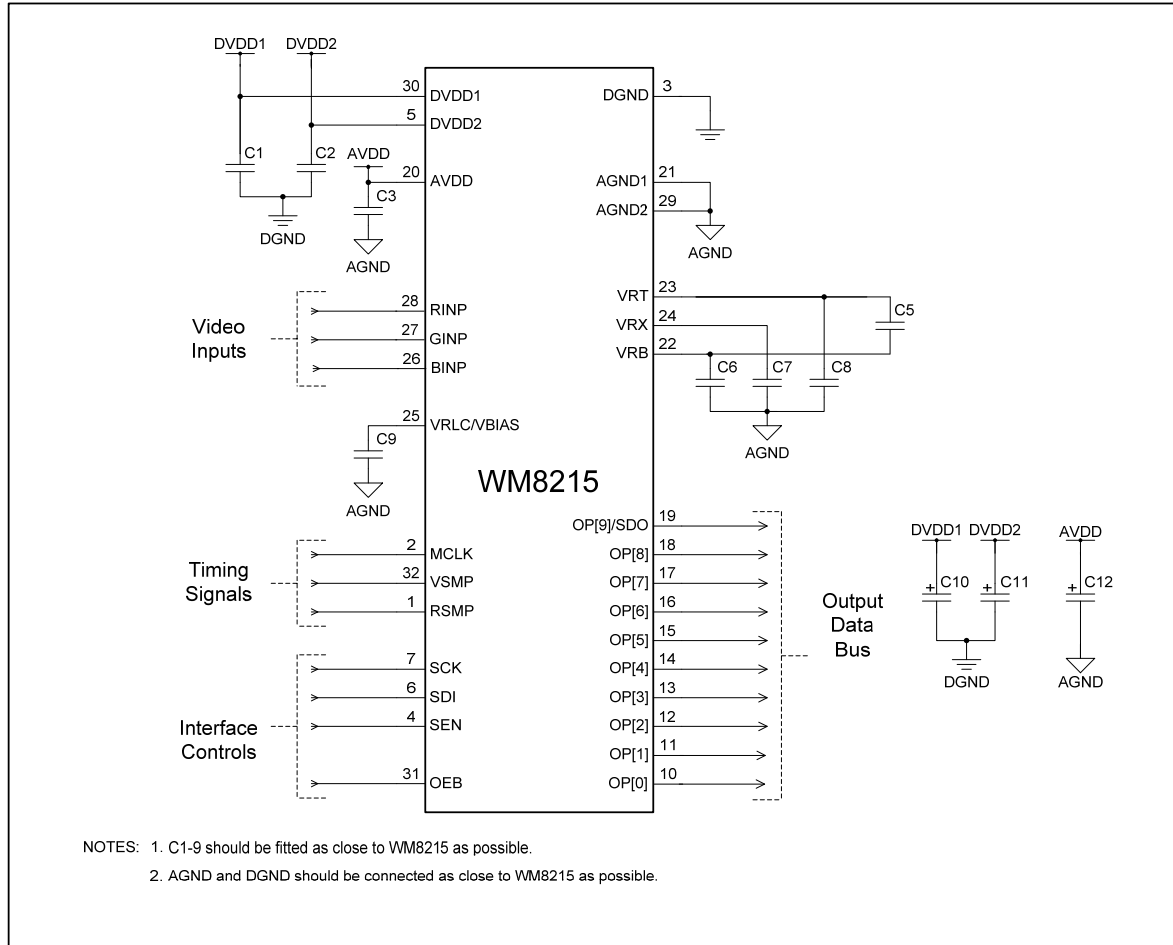 DVDD1 DVDD2
30 DVDD1
5 DVDD2
C1 C2
DGND
AVDD
20 AVDD
C3
AGND
3 DGND
21 AGND1
29 AGND2
AGND
Video
Inputs
28 RINP
27 GINP
26 BINP
VRT 23
VRX 24
VRB 22
C5
C6 C7 C8
AGND
25 VRLC/VBIAS
C9
AGND
WM8215
Timing
Signals
2 MCLK
32 VSMP
1 RSMP
Interface
Controls
7 SCK
6 SDI
4 SEN
31 OEB
OP[9]/SDO 19
OP[8] 18
OP[7] 17
OP[6] 16
OP[5] 15
OP[4] 14
OP[3] 13
OP[2] 12
OP[1] 11
OP[0] 10
Output
Data
Bus
DVDD1 DVDD2 AVDD
+ C10 + C11 + C12
DGND AGND
NOTES: 1. C1-9 should be fitted as close to WM8215 as possible.
2. AGND and DGND should be connected as close to WM8215 as possible.